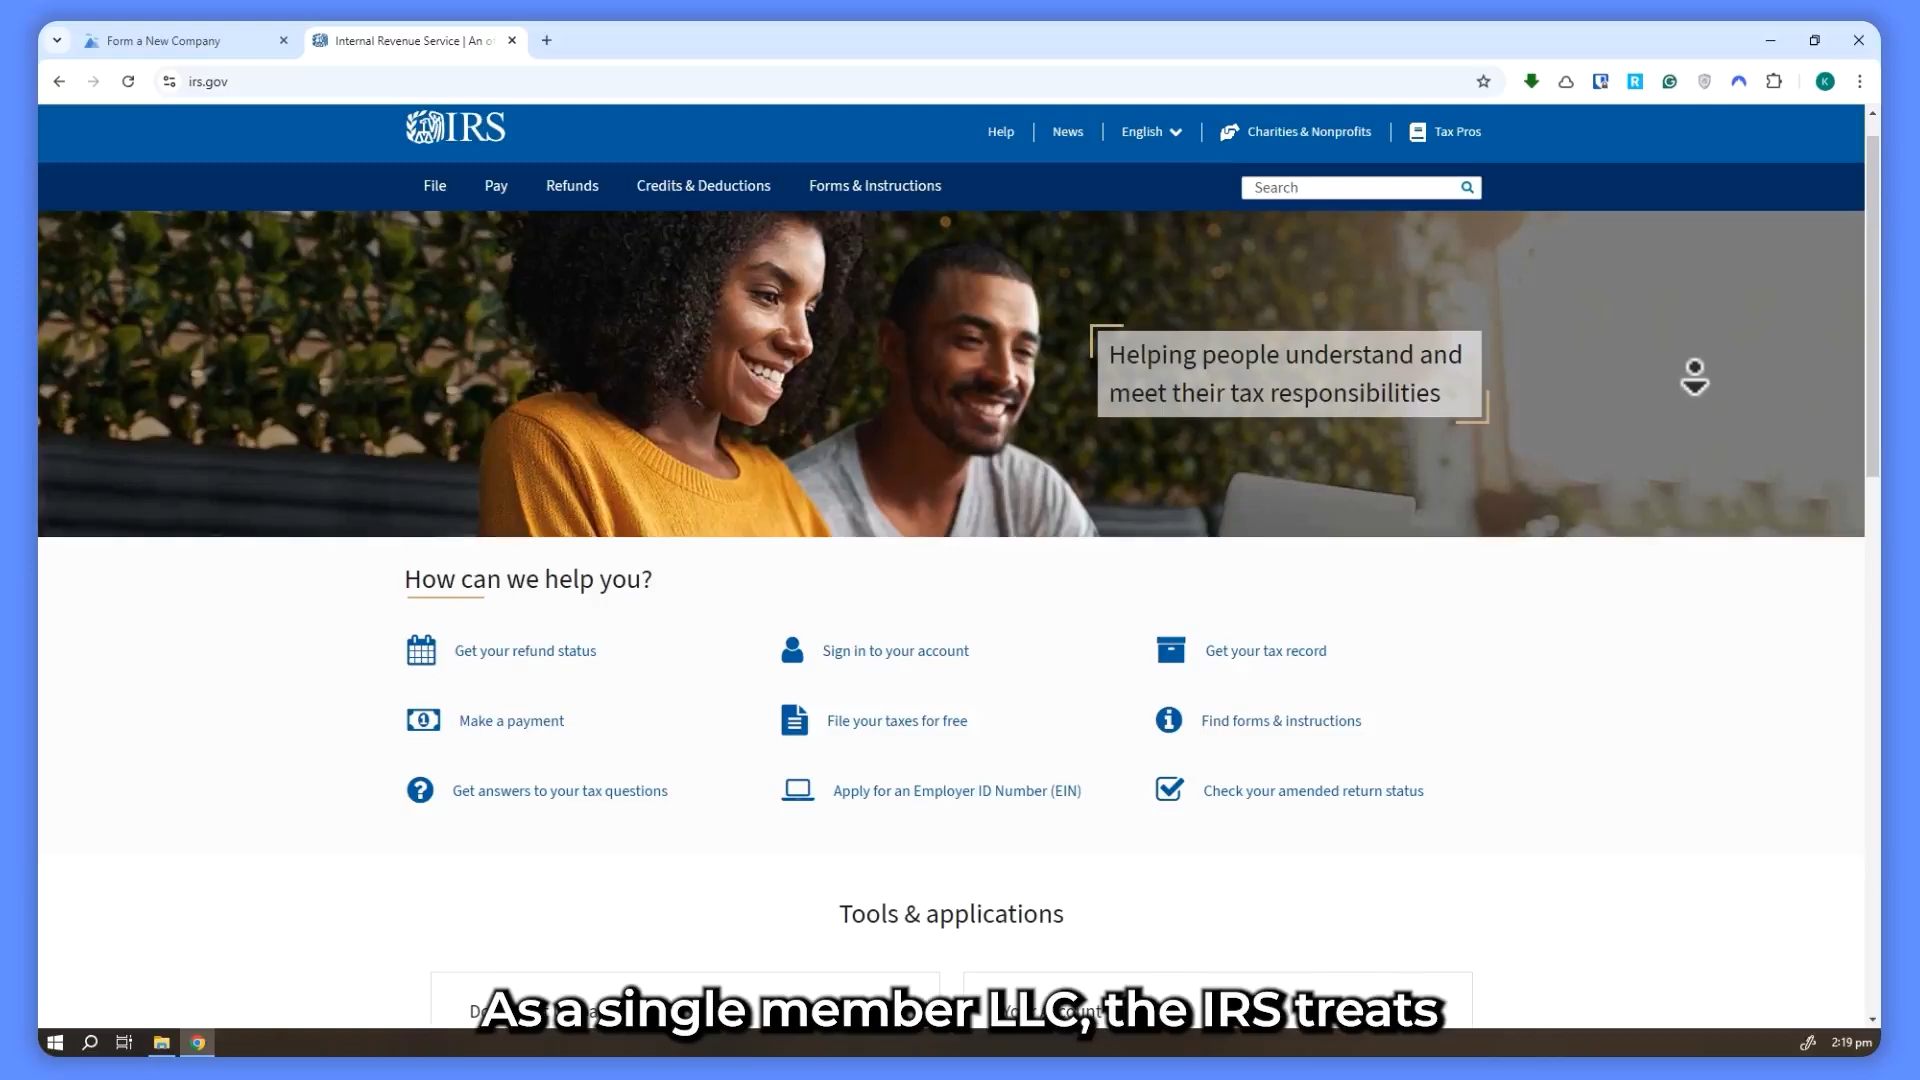 Form a New Company
Internal Revenue Service | An o
irs.gov
K
IRS
Help
News
English
Charities & Nonprofits
Tax Pros
File
Pay
Refunds
Credits & Deductions
Forms & Instructions
Search
Helping people understand and
meet their tax responsibilities
How can we help you?
Get your refund status
Sign in to your account
Get your tax record
Make a payment
File your taxes for free
Find forms & instructions
Get answers to your tax questions
Apply for an Employer ID Number (EIN)
Check your amended return status
Tools & applications
As a single member LLC, the IRS treats
2:19 pm